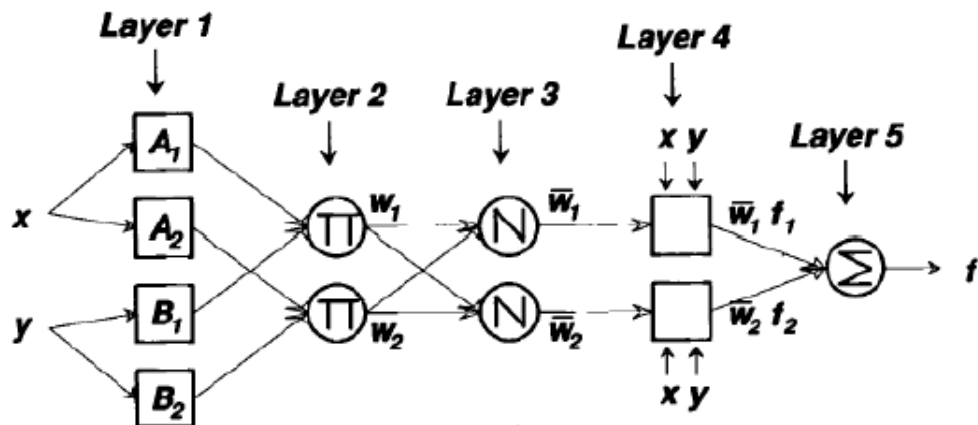 Layer 1
Layer 2
Layer 3
Layer 4
Layer 5
x
y
A₁
A₂
B₁
B₂
Π
Π
w₁
w₂
N
N
w̅₁
w̅₂
x y
x y
w̅₁ f₁
w̅₂ f₂
Σ
f